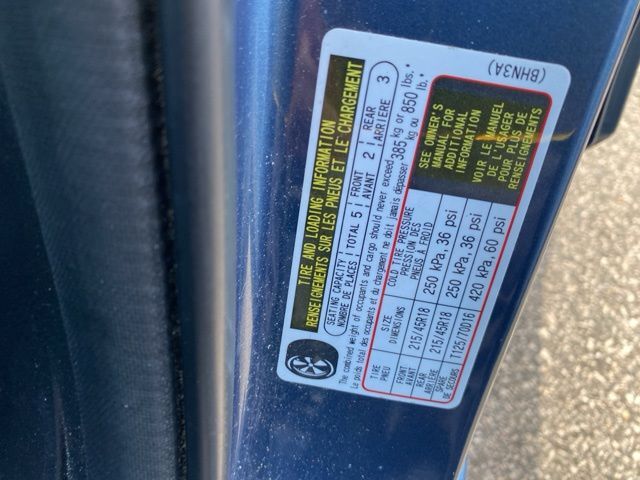 TIRE AND LOADING INFORMATION
RENSEIGNEMENTS SUR LES PNEUS ET LE CHARGEMENT
SEATING CAPACITY
NOMBRE DE PLACES
TOTAL 5
FRONT
AVANT
2
REAR
ARRIÈRE
3
The combined weight of occupants and cargo should never exceed 385 kg or 850 lbs.*
Le poids total des occupants et du chargement ne doit jamais dépasser 385 kg ou 850 lb.*
TIRE
PNEU
SIZE
DIMENSIONS
COLD TIRE PRESSURE
PRESSION DES
PNEUS À FROID
FRONT
AVANT
215/45R18
250 kPa, 36 psi
REAR
ARRIÈRE
215/45R18
250 kPa, 36 psi
SPARE
DE SECOURS
T125/70D16
420 kPa, 60 psi
SEE OWNER'S
MANUAL FOR
ADDITIONAL
INFORMATION
VOIR LE MANUEL
DE L'USAGER
POUR PLUS DE
RENSEIGNEMENTS
(BHN3A)